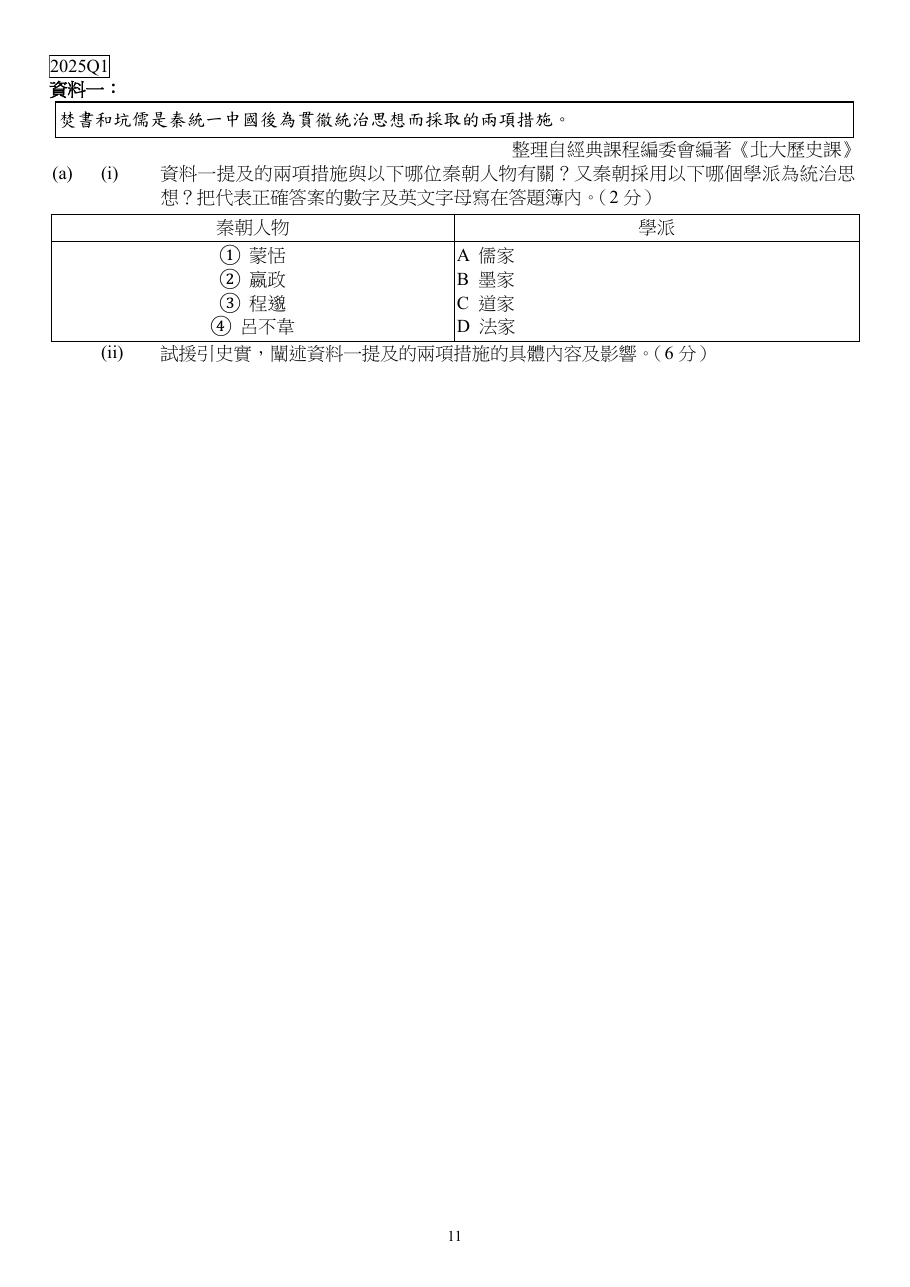 2025Q1
資料一：
焚書和坑儒是秦統一中國後為貫徹統治思想而採取的兩項措施。
整理自經典課程編委會編著《北大歷史課》
(a) (i) 資料一提及的兩項措施與以下哪位秦朝人物有關？又秦朝採用以下哪個學派為統治思
想？把代表正確答案的數字及英文字母寫在答題簿內。（2 分）
秦朝人物 學派
① 蒙恬 A 儒家
② 嬴政 B 墨家
③ 程邈 C 道家
④ 呂不韋 D 法家
(ii) 試援引史實，闡述資料一提及的兩項措施的具體內容及影響。（6 分）
11